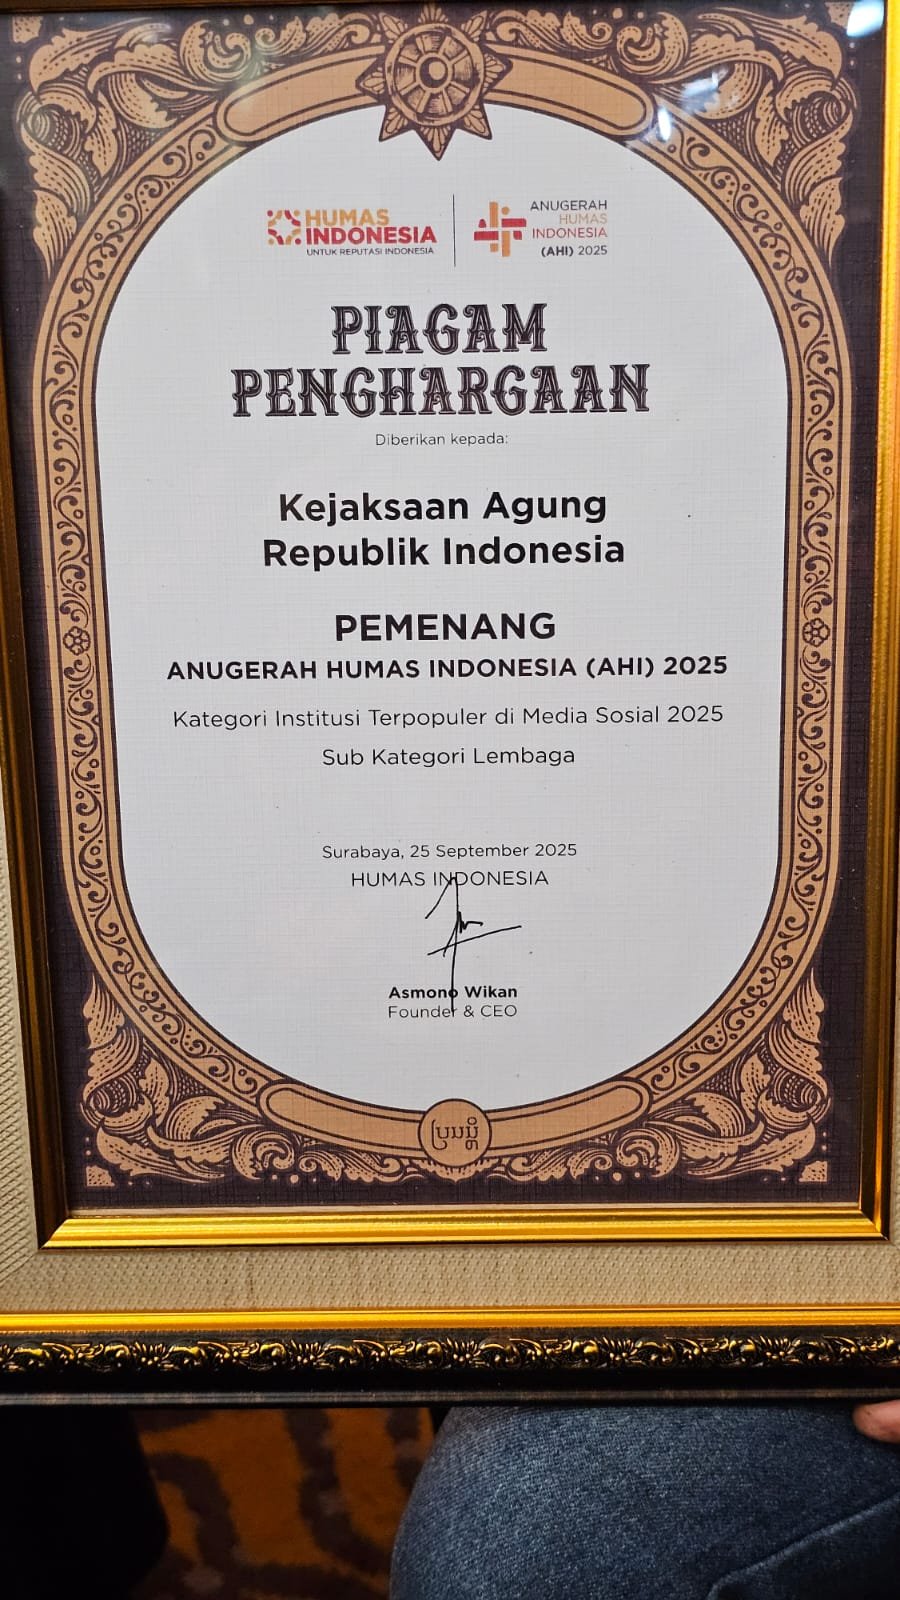 HUMAS
INDONESIA
UNTUK REPUTASI INDONESIA
ANUGERAH
HUMAS
INDONESIA
(AHI) 2025
PIAGAM
PENGHARGAAN
Diberikan kepada:
Kejaksaan Agung
Republik Indonesia
PEMENANG
ANUGERAH HUMAS INDONESIA (AHI) 2025
Kategori Institusi Terpopuler di Media Sosial 2025
Sub Kategori Lembaga
Surabaya, 25 September 2025
HUMAS INDONESIA
Asmono Wikan
Founder & CEO